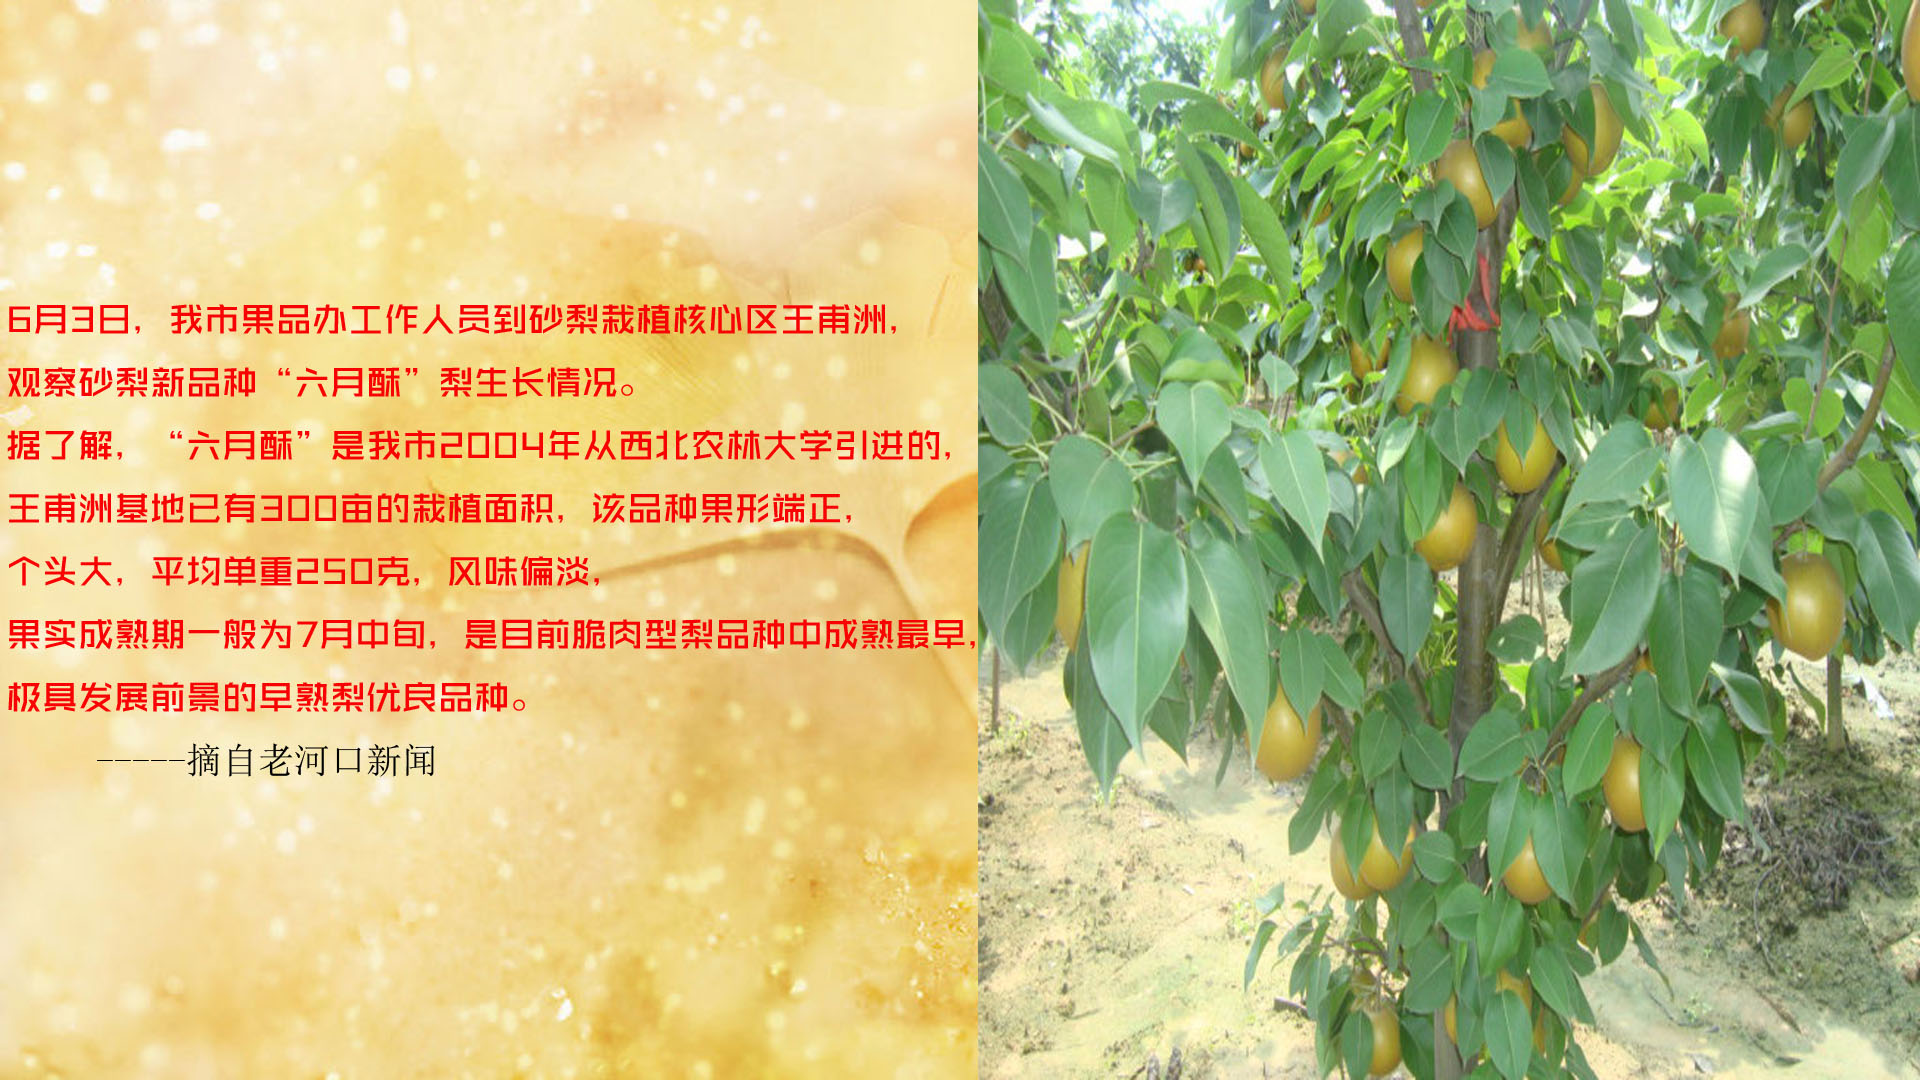 6月3日，我市果品办工作人员到砂梨栽植核心区王甫洲，
观察砂梨新品种“六月酥”梨生长情况。
据了解，“六月酥”是我市2004年从西北农林大学引进的，
王甫洲基地已有300亩的栽植面积，该品种果形端正，
个头大，平均单重250克，风味偏淡，
果实成熟期一般为7月中旬，是目前脆肉型梨品种中成熟最早，
极具发展前景的早熟梨优良品种。
-----摘自老河口新闻